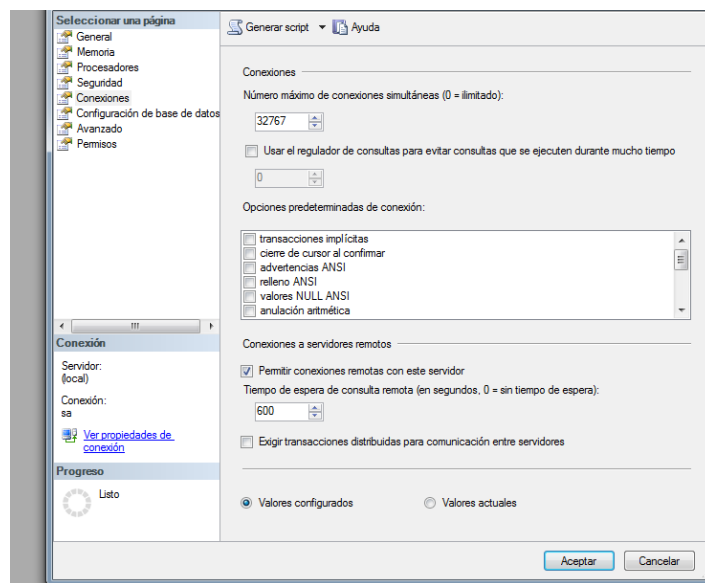 Seleccionar una página
General
Memoria
Procesadores
Seguridad
Conexiones
Configuración de base de datos
Avanzado
Permisos
Conexión
Servidor:
(local)
Conexión:
sa
Ver propiedades de
conexión
Progreso
Listo
Generar script
Ayuda
Conexiones
Número máximo de conexiones simultáneas (0 = ilimitado):
32767
Usar el regulador de consultas para evitar consultas que se ejecuten durante mucho tiempo
0
Opciones predeterminadas de conexión:
transacciones implícitas
cierre de cursor al confirmar
advertencias ANSI
relleno ANSI
valores NULL ANSI
anulación aritmética
Conexiones a servidores remotos
Permitir conexiones remotas con este servidor
Tiempo de espera de consulta remota (en segundos, 0 = sin tiempo de espera):
600
Exigir transacciones distribuidas para comunicación entre servidores
Valores configurados
Valores actuales
Aceptar
Cancelar